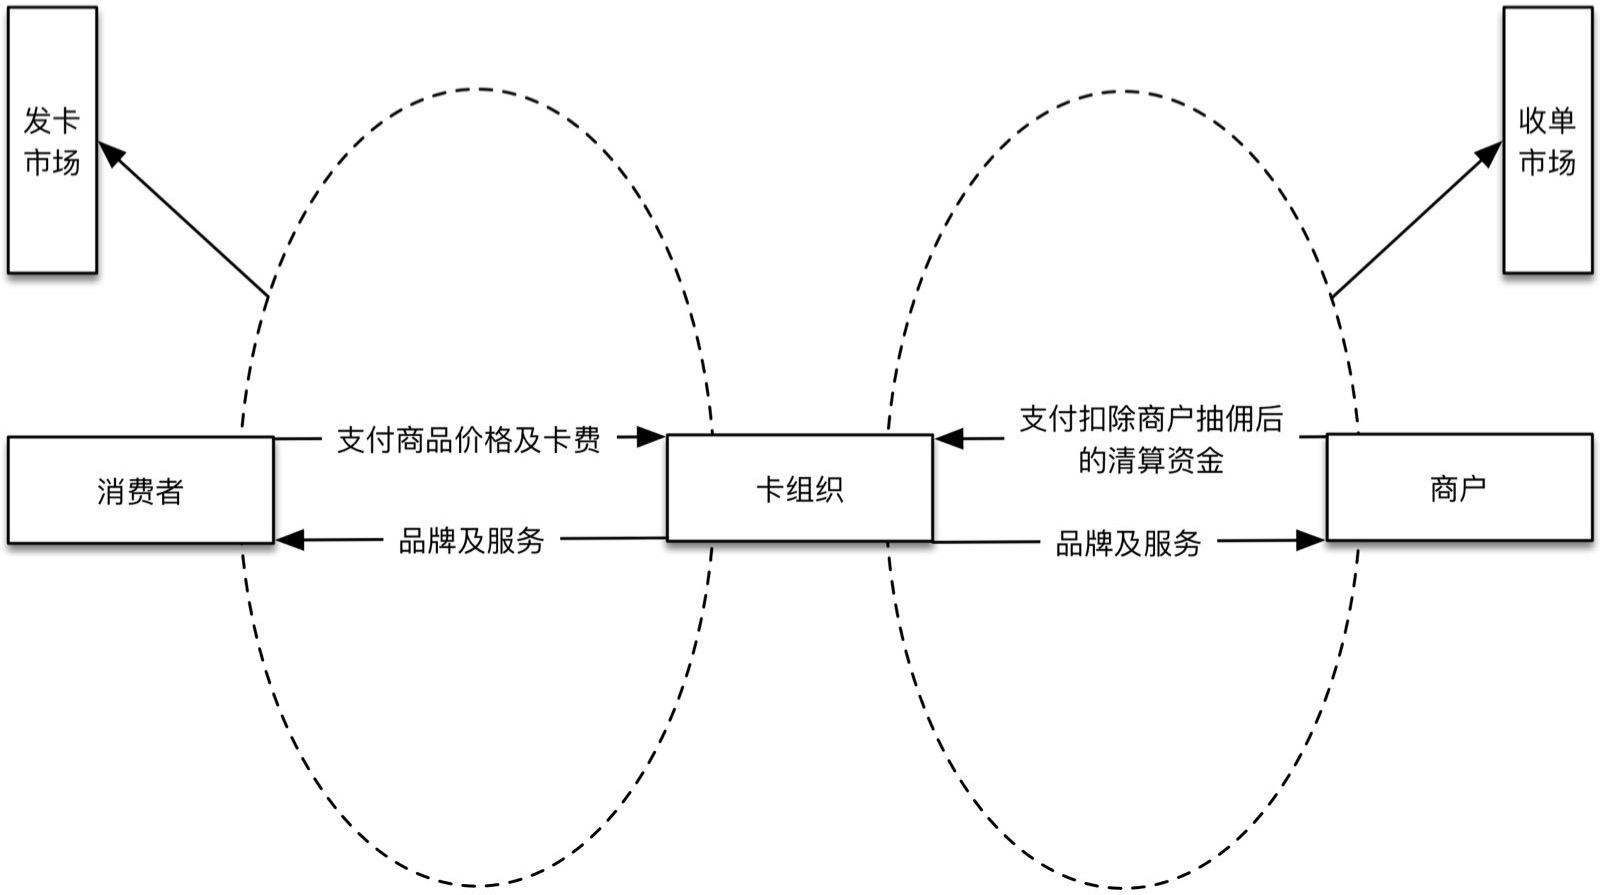 发卡
市场
收单
市场
支付商品价格及卡费
支付扣除商户抽佣后
的清算资金
消费者
卡组织
商户
品牌及服务
品牌及服务